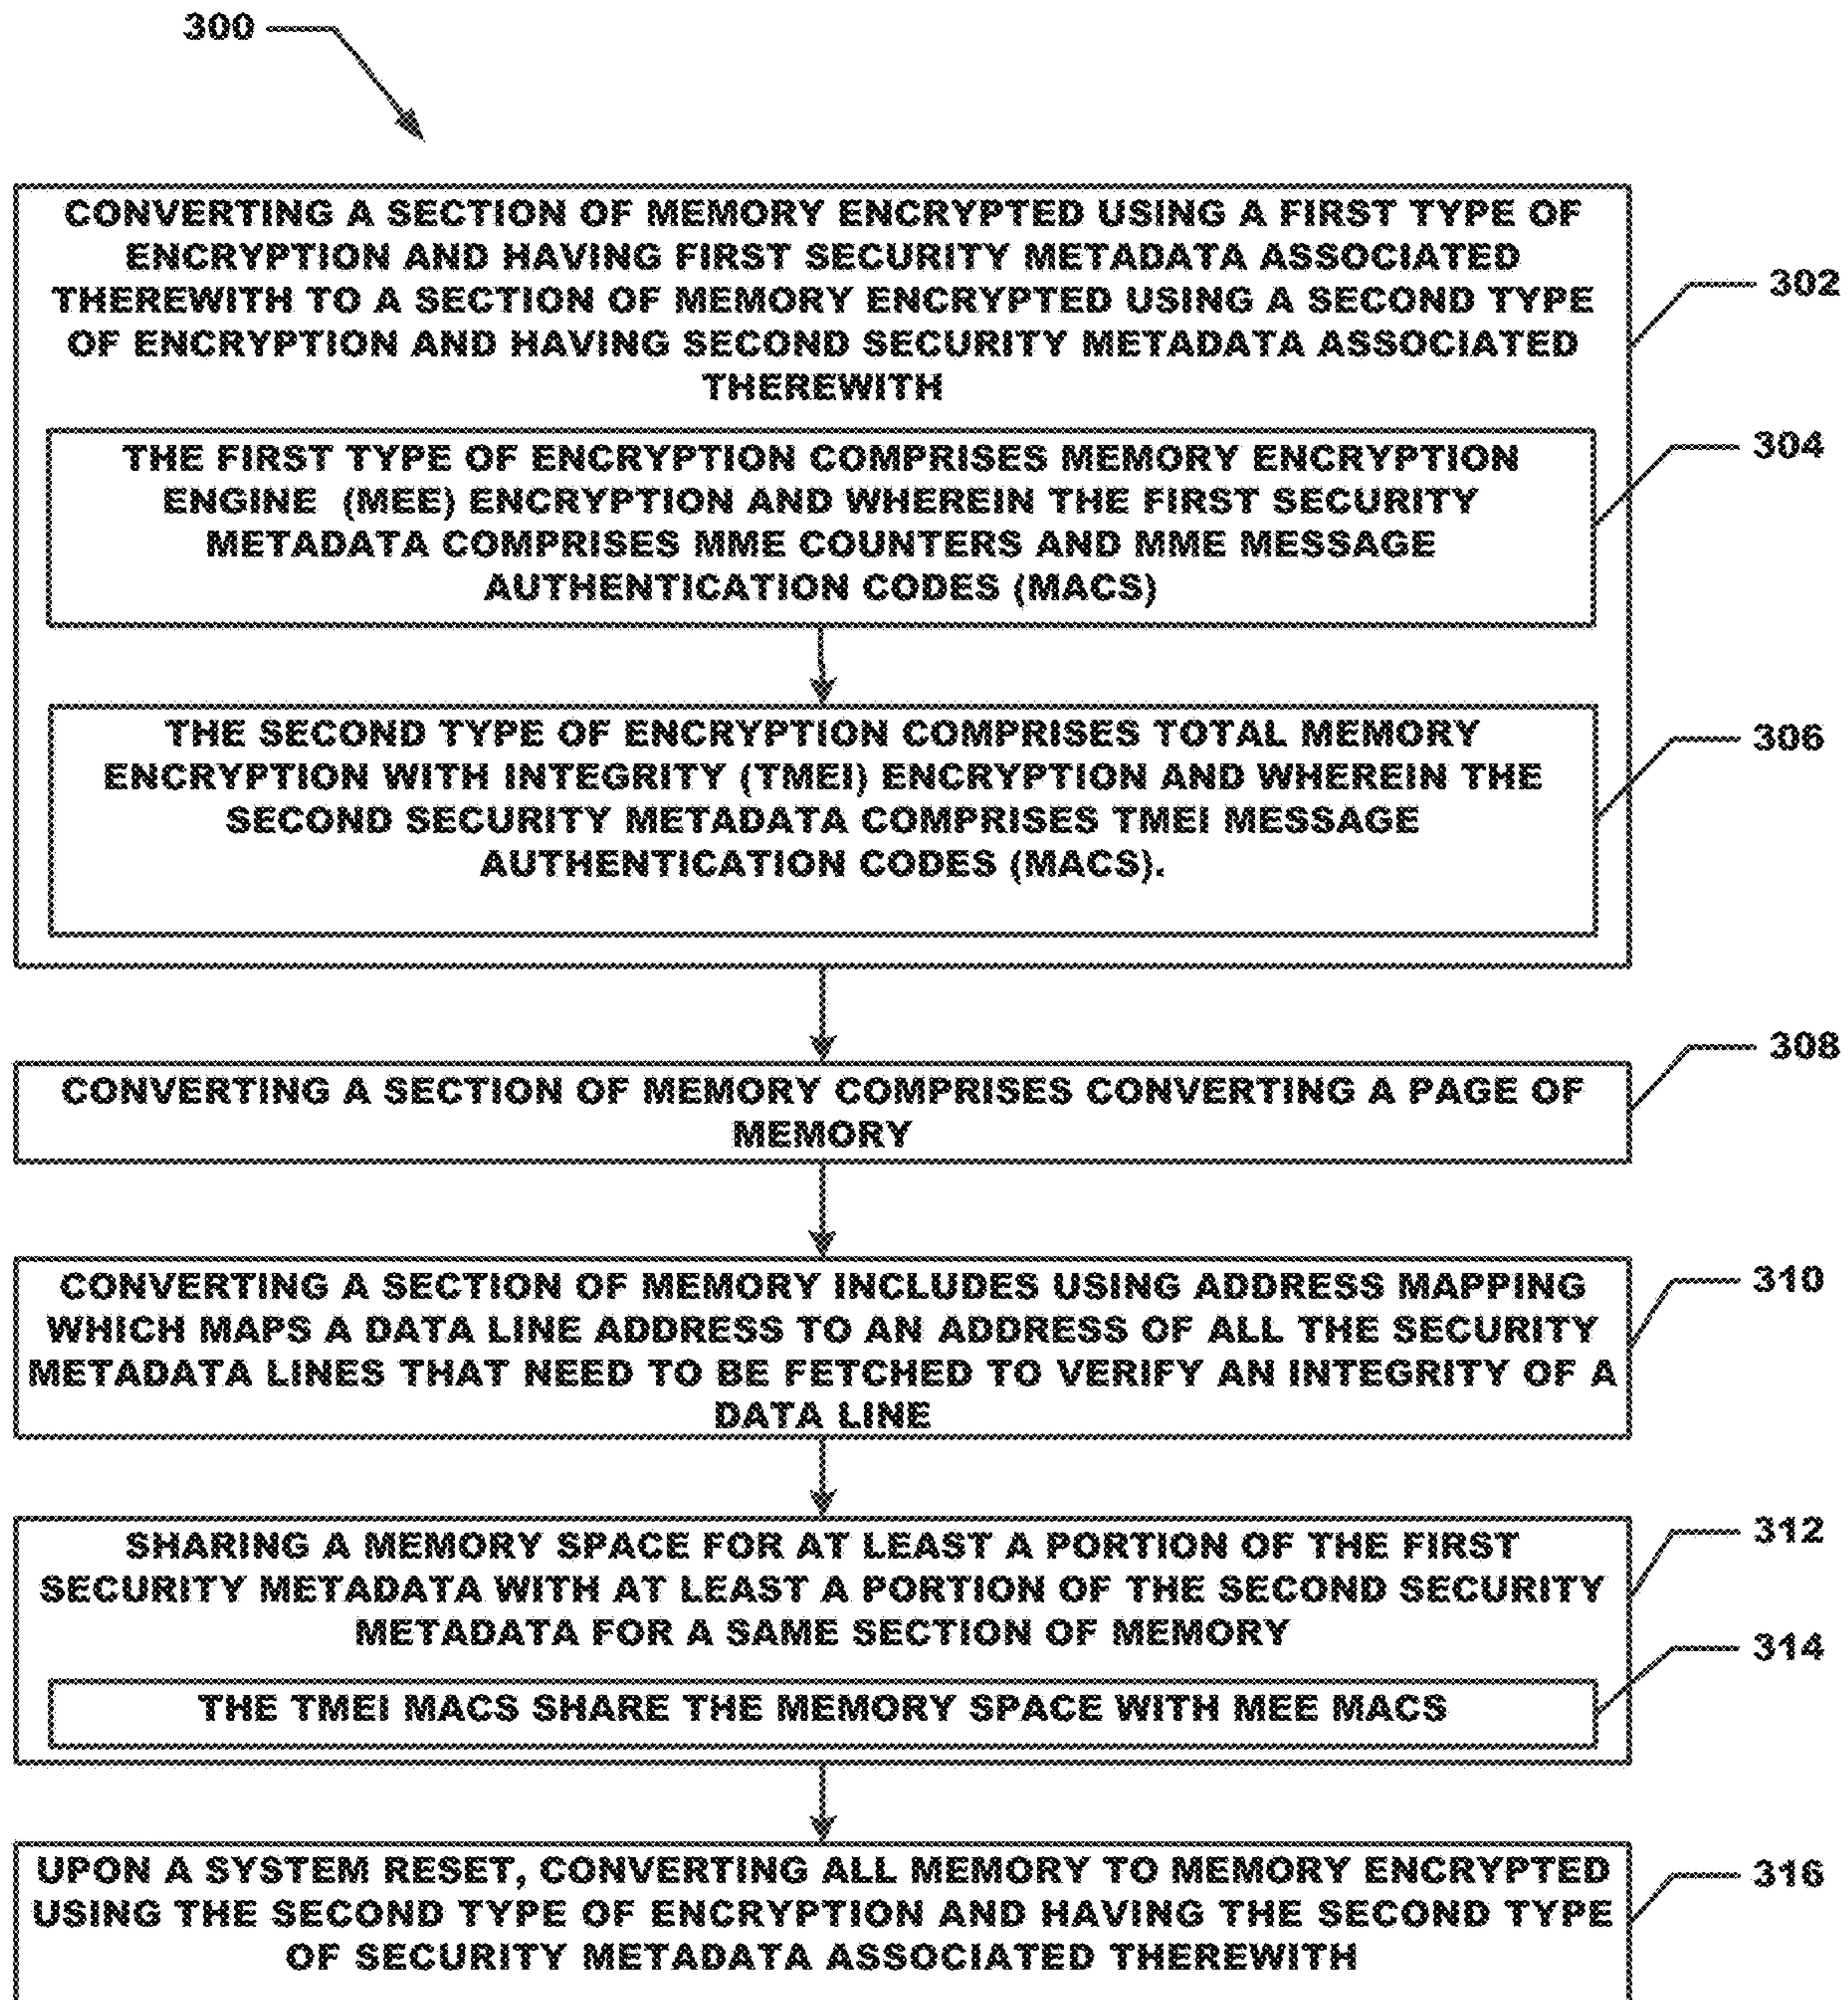 300
CONVERTING A SECTION OF MEMORY ENCRYPTED USING A FIRST TYPE OF
ENCRYPTION AND HAVING FIRST SECURITY METADATA ASSOCIATED
THEREWITH TO A SECTION OF MEMORY ENCRYPTED USING A SECOND TYPE
OF ENCRYPTION AND HAVING SECOND SECURITY METADATA ASSOCIATED
THEREWITH
302
THE FIRST TYPE OF ENCRYPTION COMPRISES MEMORY ENCRYPTION
ENGINE (MEE) ENCRYPTION AND WHEREIN THE FIRST SECURITY
METADATA COMPRISES MME COUNTERS AND MME MESSAGE
AUTHENTICATION CODES (MACS)
304
THE SECOND TYPE OF ENCRYPTION COMPRISES TOTAL MEMORY
ENCRYPTION WITH INTEGRITY (TMEI) ENCRYPTION AND WHEREIN THE
SECOND SECURITY METADATA COMPRISES TMEI MESSAGE
AUTHENTICATION CODES (MACS).
306
CONVERTING A SECTION OF MEMORY COMPRISES CONVERTING A PAGE OF
MEMORY
308
CONVERTING A SECTION OF MEMORY INCLUDES USING ADDRESS MAPPING
WHICH MAPS A DATA LINE ADDRESS TO AN ADDRESS OF ALL THE SECURITY
METADATA LINES THAT NEED TO BE FETCHED TO VERIFY AN INTEGRITY OF A
DATA LINE
310
SHARING A MEMORY SPACE FOR AT LEAST A PORTION OF THE FIRST
SECURITY METADATA WITH AT LEAST A PORTION OF THE SECOND SECURITY
METADATA FOR A SAME SECTION OF MEMORY
312
THE TMEI MACS SHARE THE MEMORY SPACE WITH MEE MACS
314
UPON A SYSTEM RESET, CONVERTING ALL MEMORY TO MEMORY ENCRYPTED
USING THE SECOND TYPE OF ENCRYPTION AND HAVING THE SECOND TYPE
OF SECURITY METADATA ASSOCIATED THEREWITH
316